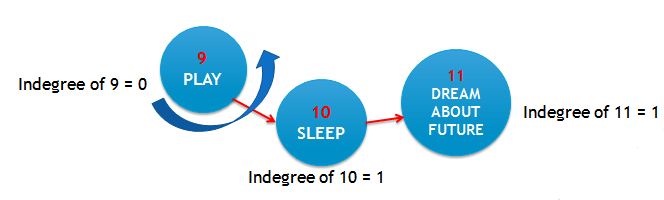 Indegree of 9 = 0
9
PLAY
10
SLEEP
Indegree of 10 = 1
11
DREAM
ABOUT
FUTURE
Indegree of 11 = 1